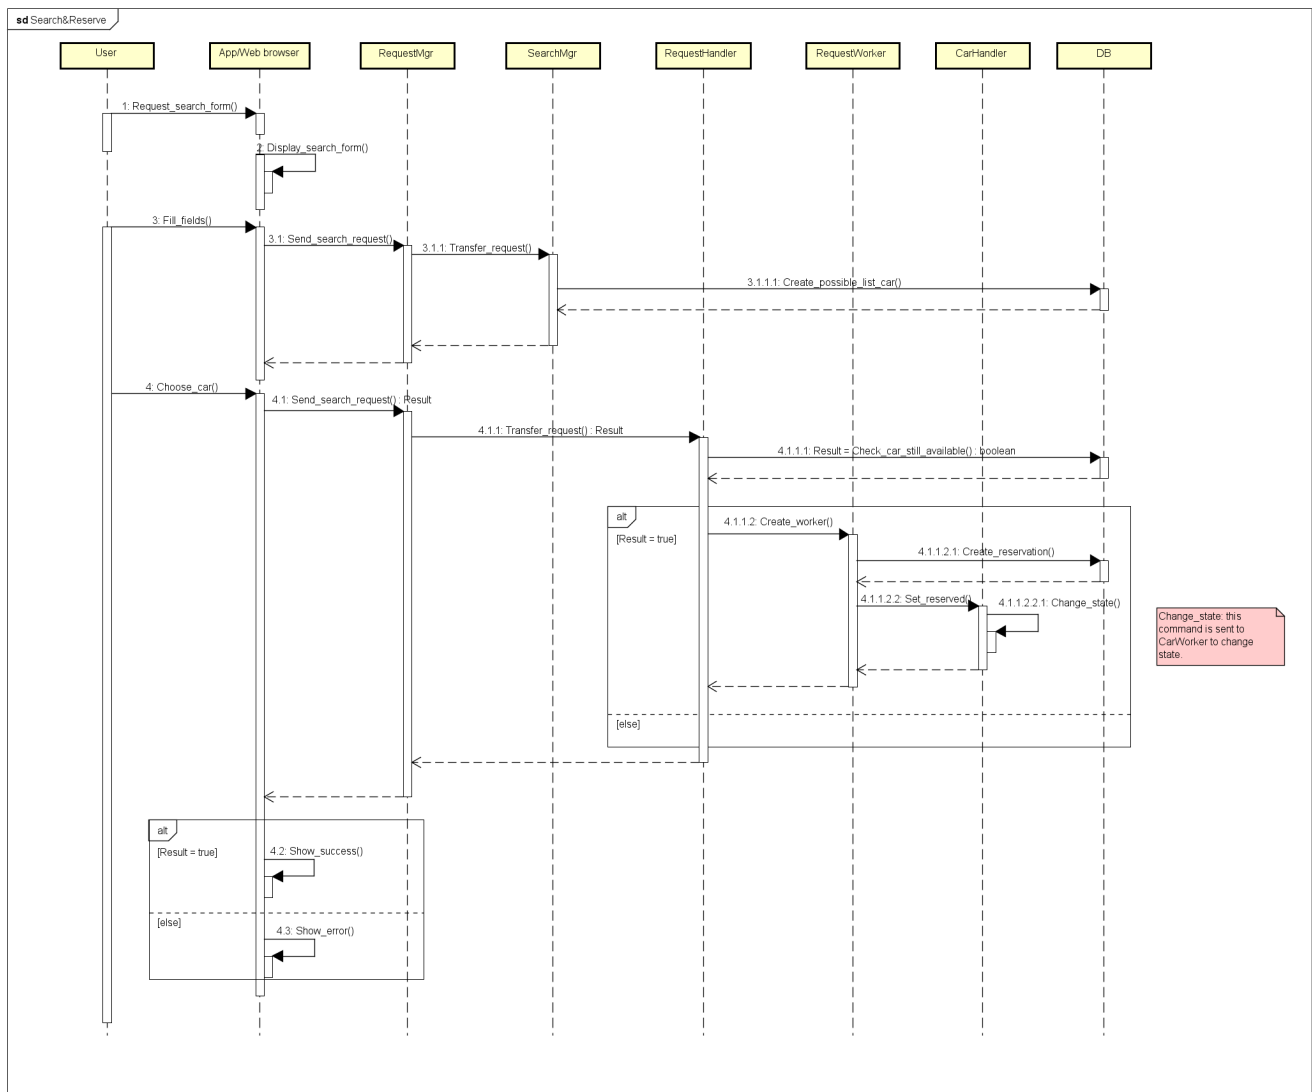 sd Search&Reserve
User
App/Web browser
RequestMgr
SearchMgr
RequestHandler
RequestWorker
CarHandler
DB
1: Request_search_form()
2: Display_search_form()
3: Fill_fields()
3.1: Send_search_request()
3.1.1: Transfer_request()
3.1.1.1: Create_possible_list_car()
4: Choose_car()
4.1: Send_search_request() : Result
4.1.1: Transfer_request() : Result
4.1.1.1: Result = Check_car_still_available() : boolean
alt
[Result = true]
4.1.1.2: Create_worker()
4.1.1.2.1: Create_reservation()
4.1.1.2.2: Set_reserved()
4.1.1.2.2.1: Change_state()
Change_state: this
command is sent to
CarWorker to change
state.
[else]
alt
[Result = true]
4.2: Show_success()
[else]
4.3: Show_error()